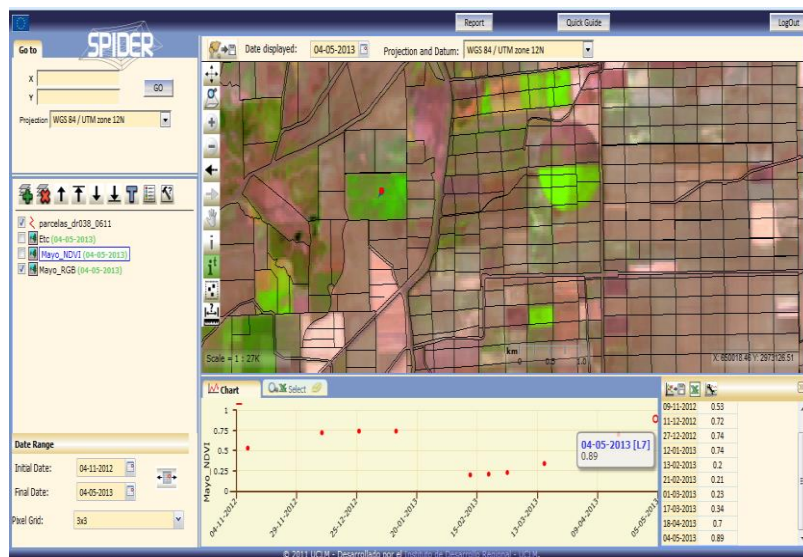 Report
Quick Guide
LogOut
SPIDER
Go to
X
Y
GO
Projection WGS 84 / UTM zone 12N
Date displayed: 04-05-2013 Projection and Datum: WGS 84 / UTM zone 12N
parcelas_dr038_0611
Etc (04-05-2013)
Mayo_NDVI (04-05-2013)
Mayo_RGB (04-05-2013)
Scale = 1 : 27K
km
0 0.5 1.0
X: 650018.46 Y: 2973126.51
Date Range
Initial Date: 04-11-2012
Final Date: 04-05-2013
Pixel Grid: 3x3
Chart
Select
Mayo_NDVI
1
0.75
0.5
0.25
0
04-11-2012
29-11-2012
25-12-2012
20-01-2013
15-02-2013
13-03-2013
09-04-2013
05-05-2013
04-05-2013 [L7]
0.89
09-11-2012 0.53
11-12-2012 0.72
27-12-2012 0.74
12-01-2013 0.74
13-02-2013 0.2
21-02-2013 0.21
01-03-2013 0.23
17-03-2013 0.34
18-04-2013 0.7
04-05-2013 0.89
© 2011 UCLM - Desarrollado por el Instituto de Desarrollo Regional - UCLM.